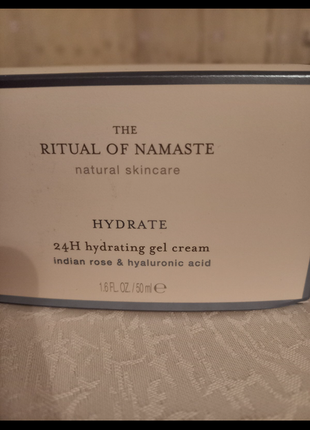 THE
RITUAL OF NAMASTE
natural skincare
HYDRATE
24H hydrating gel cream
indian rose & hyaluronic acid
1.6 FL. OZ. / 50 ml ℮